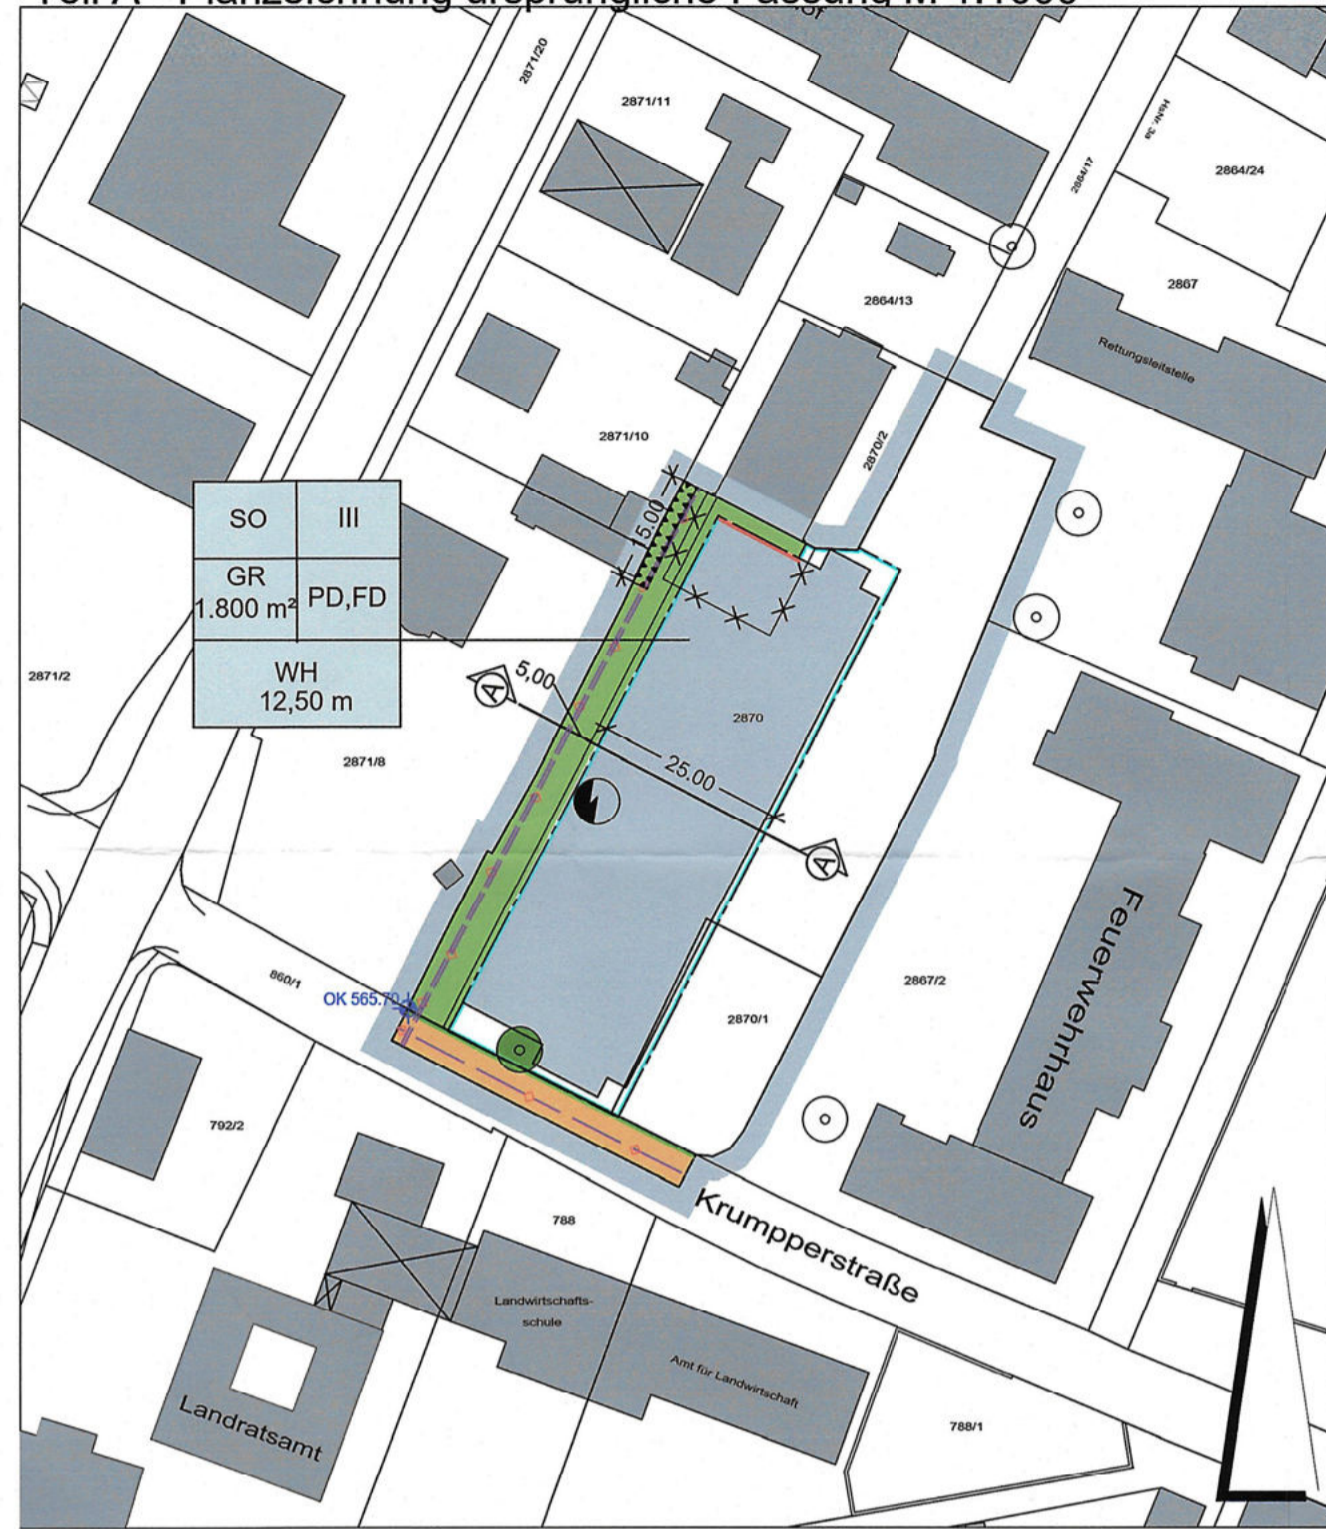 2871/20
2871/11
HsNr. 3a
2864/17
2864/24
2867
2864/13
Rettungsleitstelle
2871/10
2870/2
SO
III
15.00
GR
1.800 m²
PD,FD
WH
12,50 m
2871/2
5,00
A
2870
2871/8
25.00
A
Feuerwehrhaus
860/1
2867/2
OK 565.70
2870/1
792/2
788
Krumpperstraße
Landwirtschafts-
schule
Amt für Landwirtschaft
Landratsamt
788/1